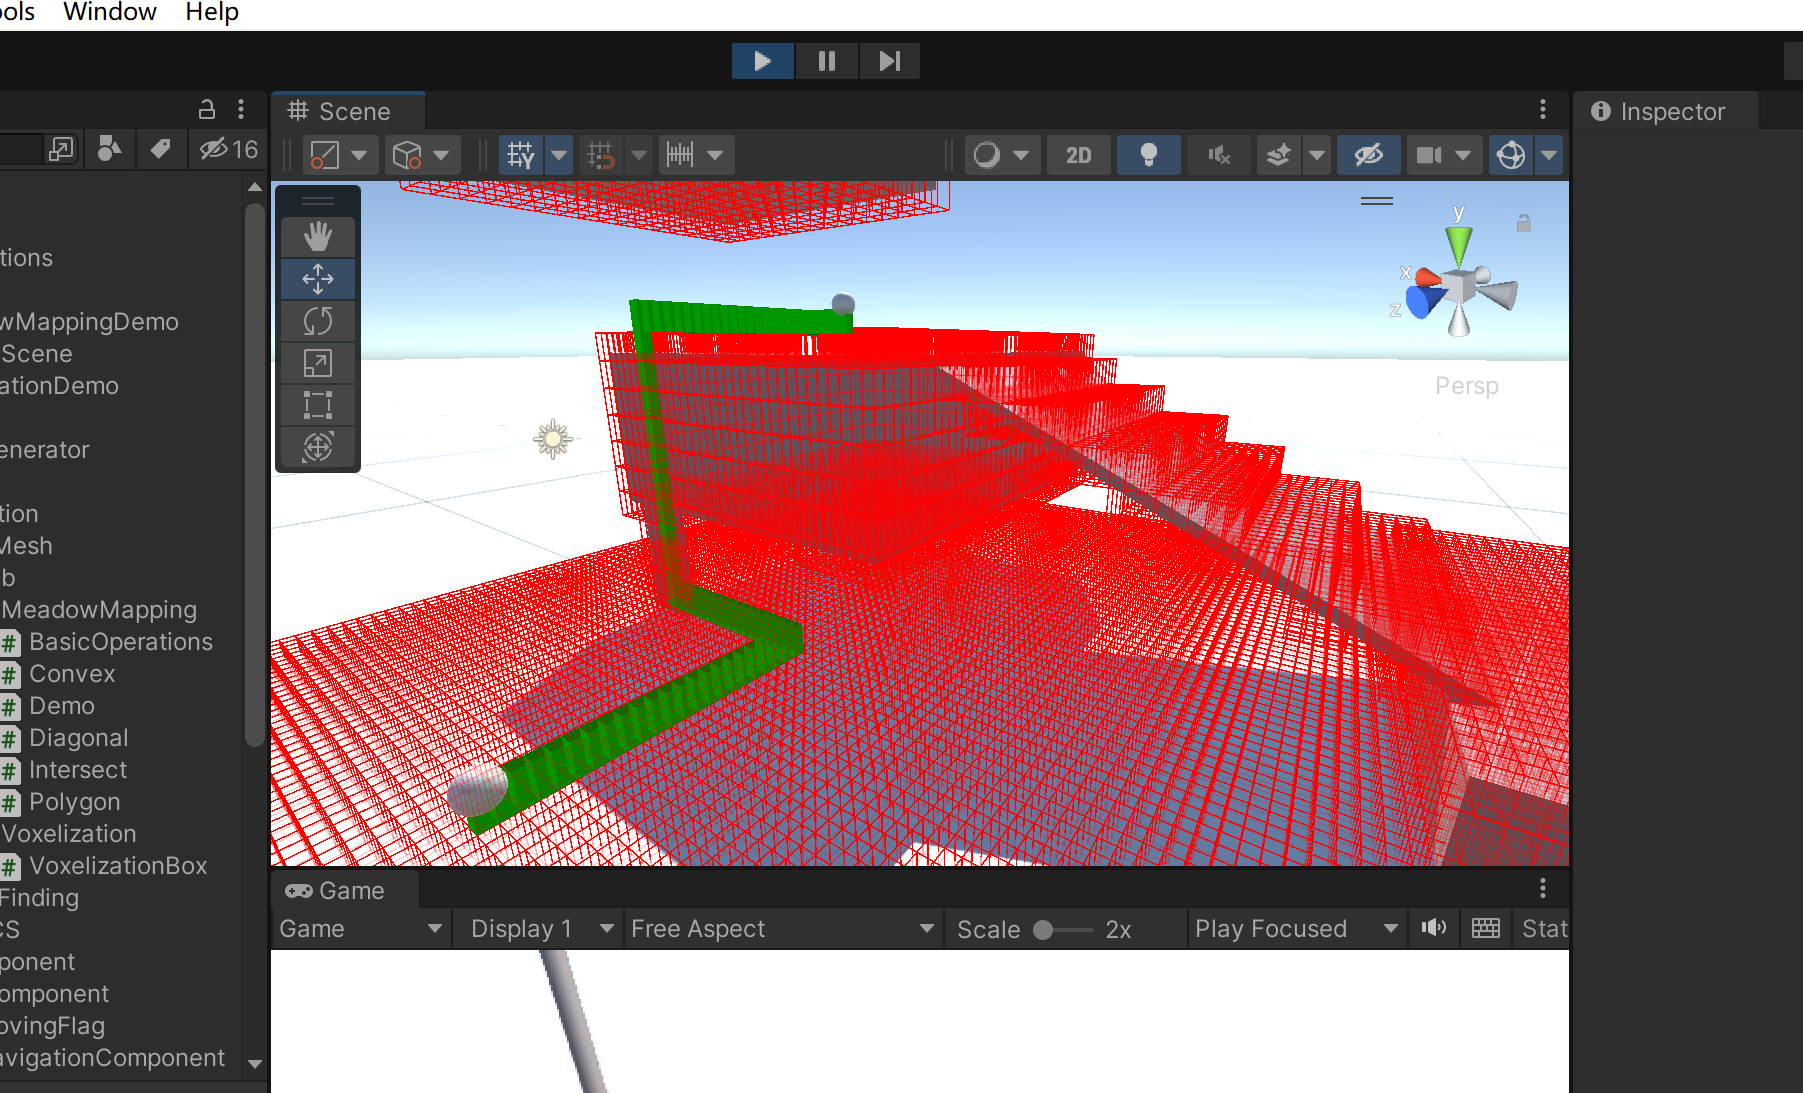 ools Window Help
Scene
Inspector
16
2D
y
x
z
Persp
tions
wMappingDemo
Scene
ationDemo
enerator
tion
Mesh
b
MeadowMapping
# BasicOperations
# Convex
# Demo
# Diagonal
# Intersect
# Polygon
Voxelization
# VoxelizationBox
Finding
CS
ponent
omponent
ovingFlag
avigationComponent
Game
Game Display 1 Free Aspect Scale 2x Play Focused Stat